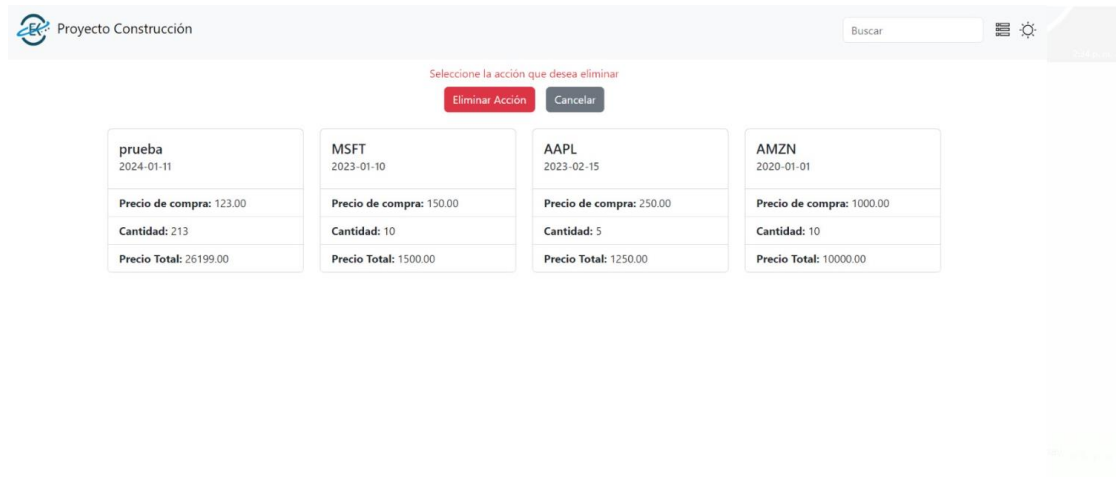 EK Proyecto Construcción
Buscar
Seleccione la acción que desea eliminar
Eliminar Acción Cancelar
prueba
2024-01-11
Precio de compra: 123.00
Cantidad: 213
Precio Total: 26199.00
MSFT
2023-01-10
Precio de compra: 150.00
Cantidad: 10
Precio Total: 1500.00
AAPL
2023-02-15
Precio de compra: 250.00
Cantidad: 5
Precio Total: 1250.00
AMZN
2020-01-01
Precio de compra: 1000.00
Cantidad: 10
Precio Total: 10000.00